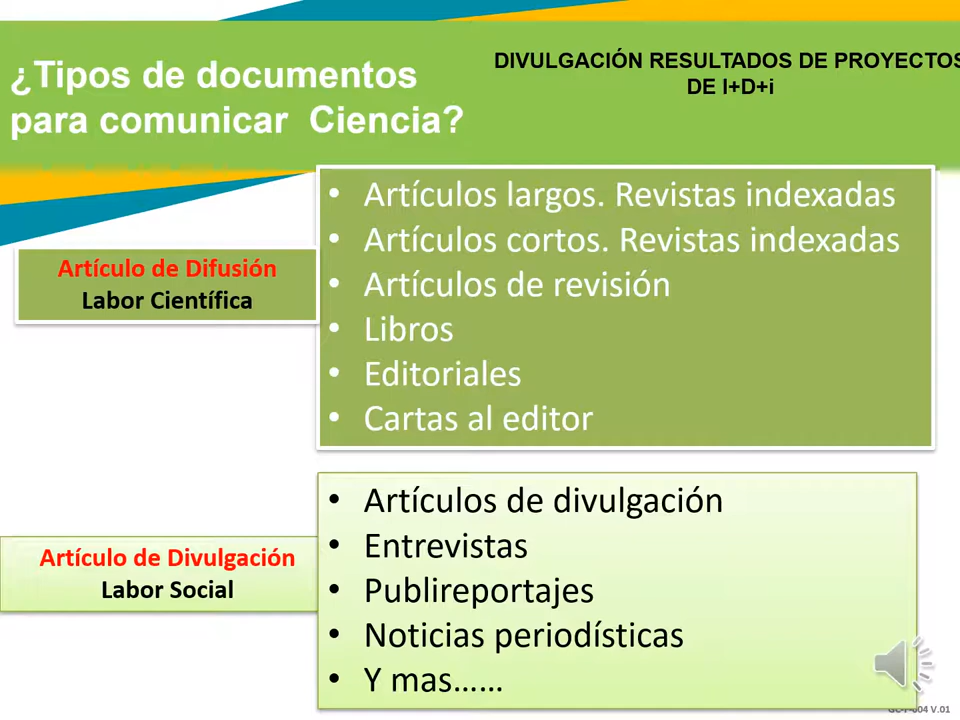 ¿Tipos de documentos
para comunicar Ciencia?
DIVULGACIÓN RESULTADOS DE PROYECTOS
DE I+D+i
Artículo de Difusión
Labor Científica
• Artículos largos. Revistas indexadas
• Artículos cortos. Revistas indexadas
• Artículos de revisión
• Libros
• Editoriales
• Cartas al editor
Artículo de Divulgación
Labor Social
• Artículos de divulgación
• Entrevistas
• Publireportajes
• Noticias periodísticas
• Y mas……
V.01